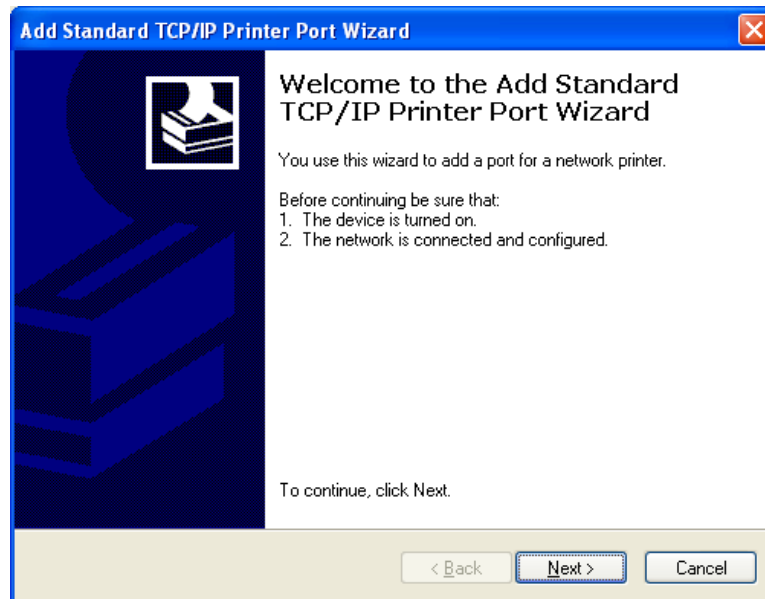 Add Standard TCP/IP Printer Port Wizard
Welcome to the Add Standard
TCP/IP Printer Port Wizard
You use this wizard to add a port for a network printer.
Before continuing be sure that:
1. The device is turned on.
2. The network is connected and configured.
To continue, click Next.
< Back
Next >
Cancel